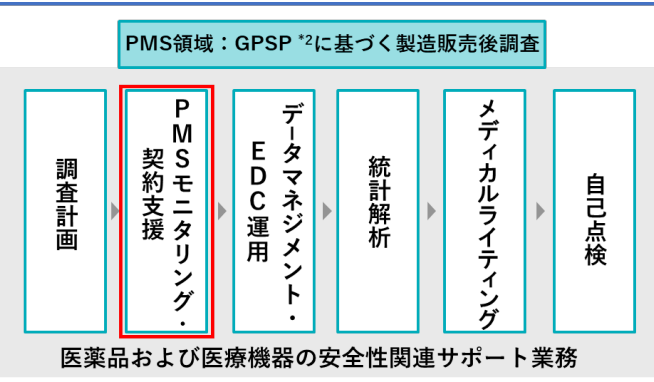 PMS領域：GPSP *2に基づく製造販売後調査
調査計画
PMSモニタリング・
契約支援
データマネジメント・
EDC運用
統計解析
メディカルライティング
自己点検
医薬品および医療機器の安全性関連サポート業務